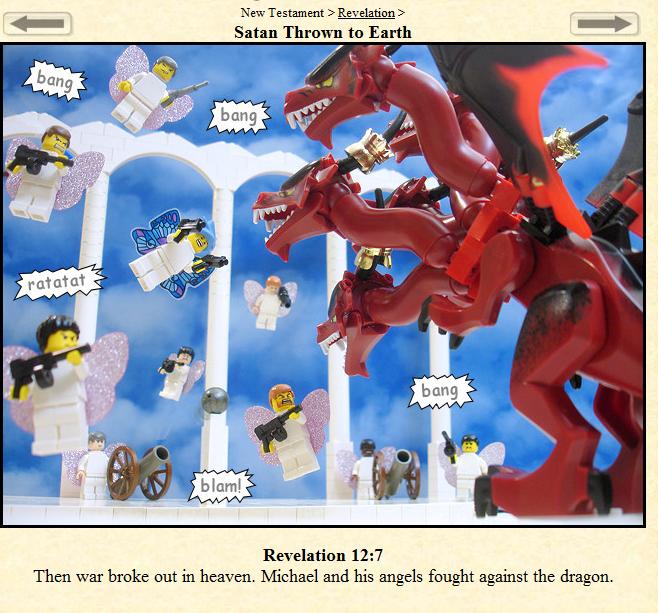 New Testament > Revelation >
Satan Thrown to Earth
bang
bang
ratatat
bang
blam!
Revelation 12:7
Then war broke out in heaven. Michael and his angels fought against the dragon.